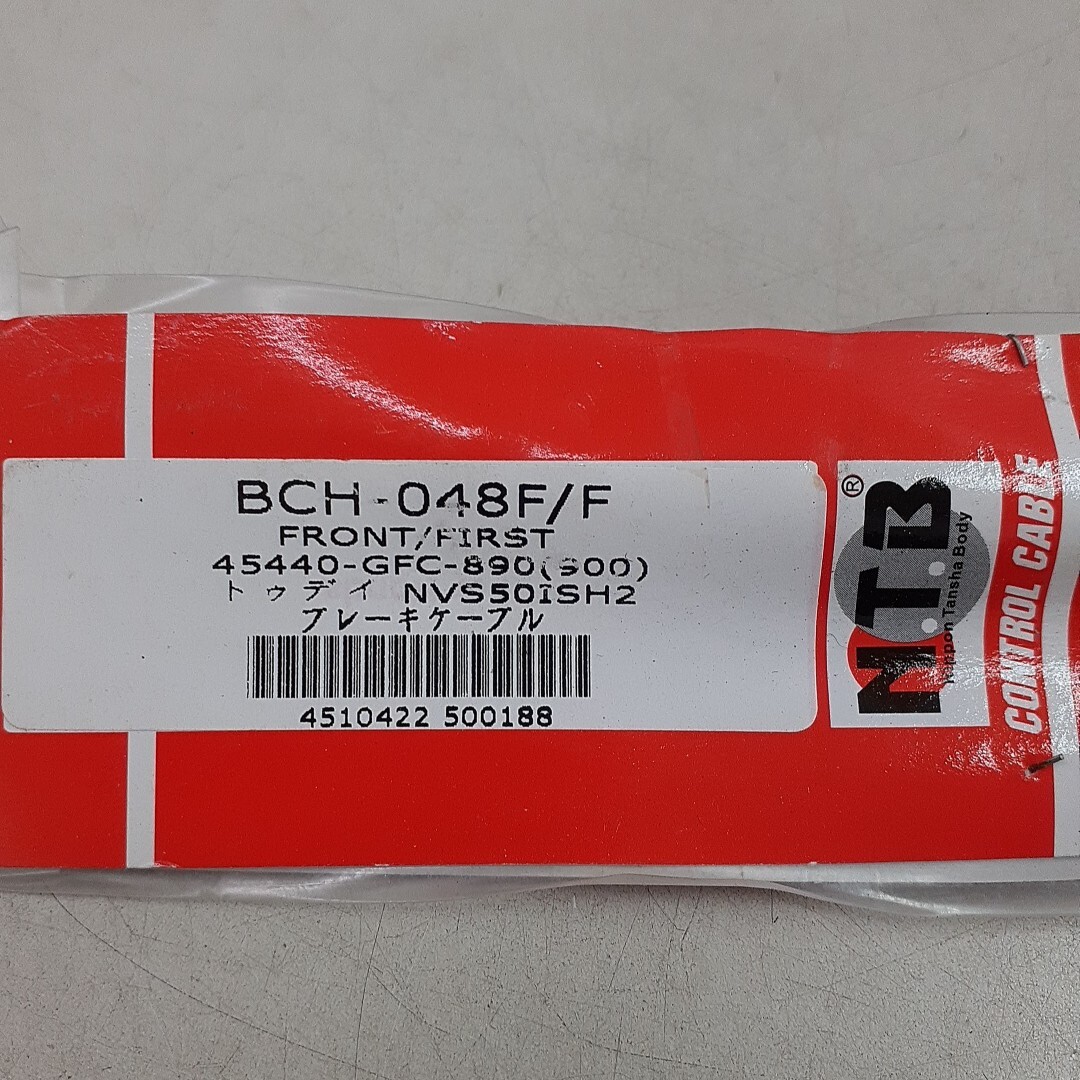 BCH-048F/F
FRONT/FIRST
45440-GFC-890(900)
トゥデイ NVS50ISH2
ブレーキケーブル
4510422 500188
N.T.B
®
Nippon Tansha Body
CONTROL CABLE